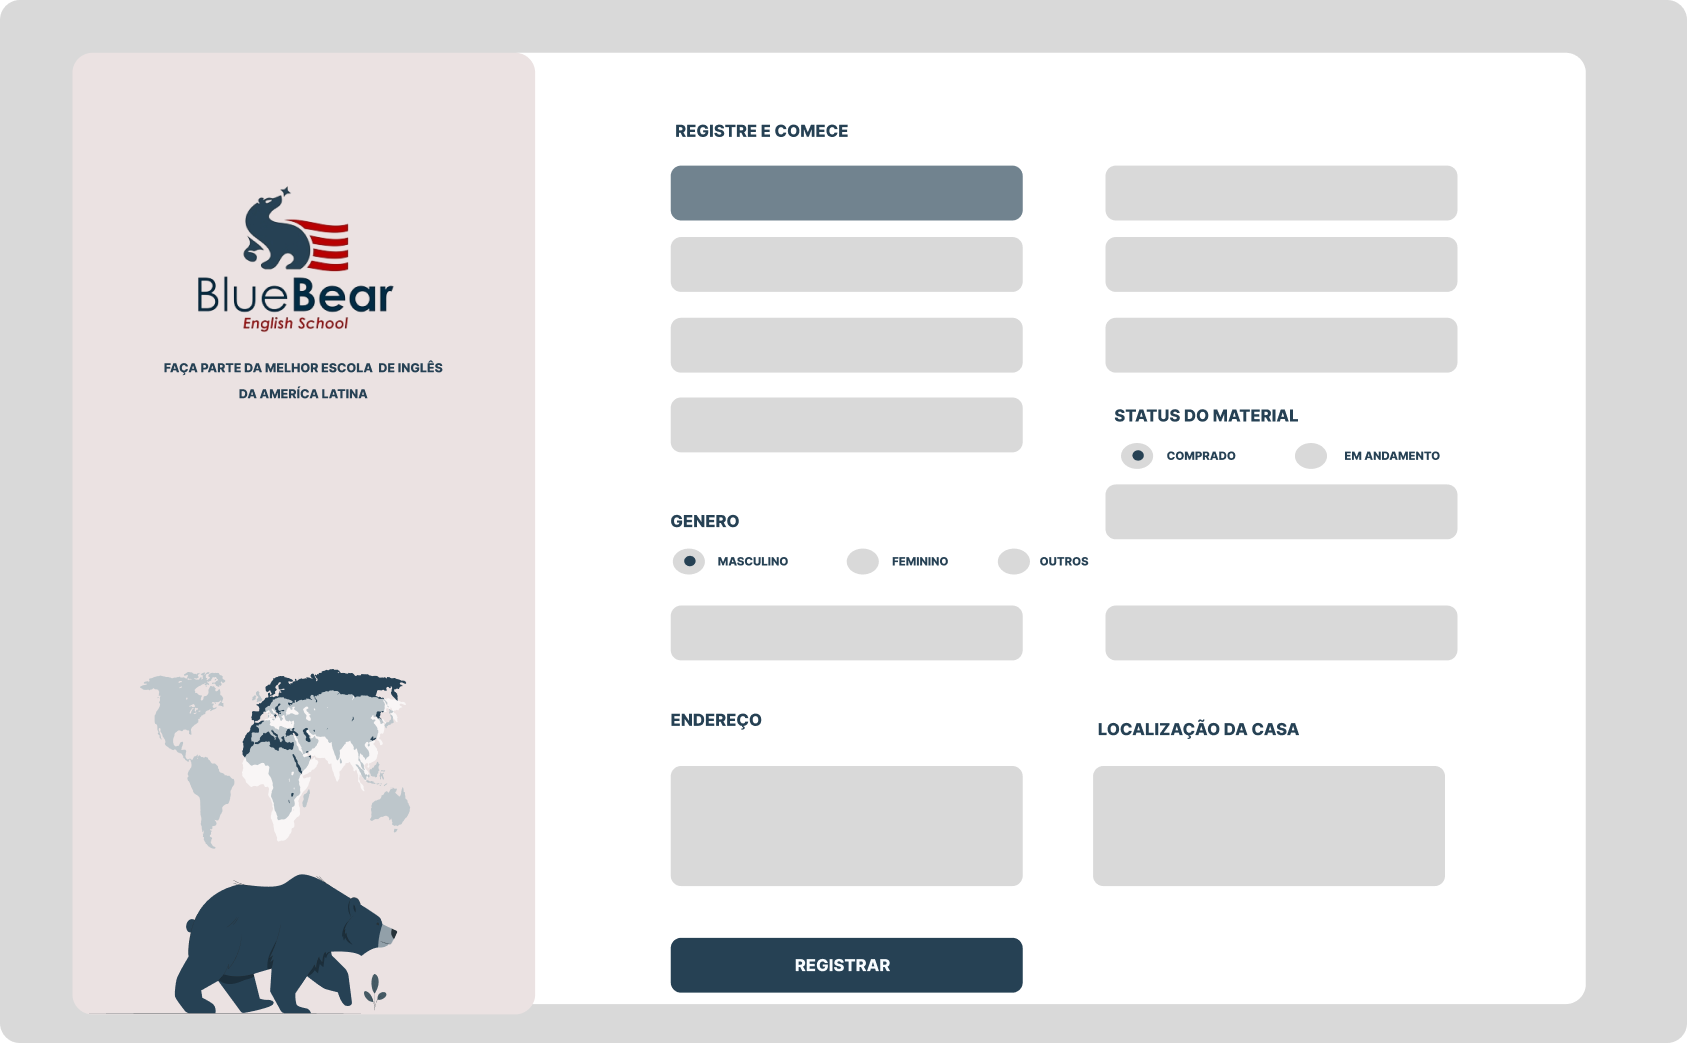 BlueBear
English School
FAÇA PARTE DA MELHOR ESCOLA DE INGLÊS
DA AMERÍCA LATINA
REGISTRE E COMECE
GENERO
MASCULINO
FEMININO
OUTROS
STATUS DO MATERIAL
COMPRADO
EM ANDAMENTO
ENDEREÇO
LOCALIZAÇÃO DA CASA
REGISTRAR